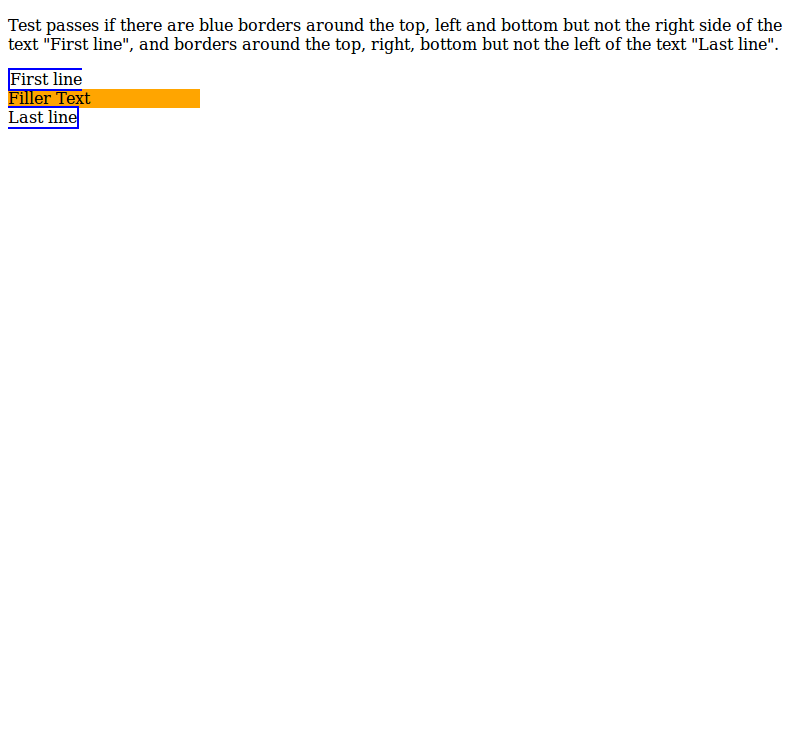 Test passes if there are blue borders around the top, left and bottom but not the right side of the
text "First line", and borders around the top, right, bottom but not the left of the text "Last line".
First line
Filler Text
Last line